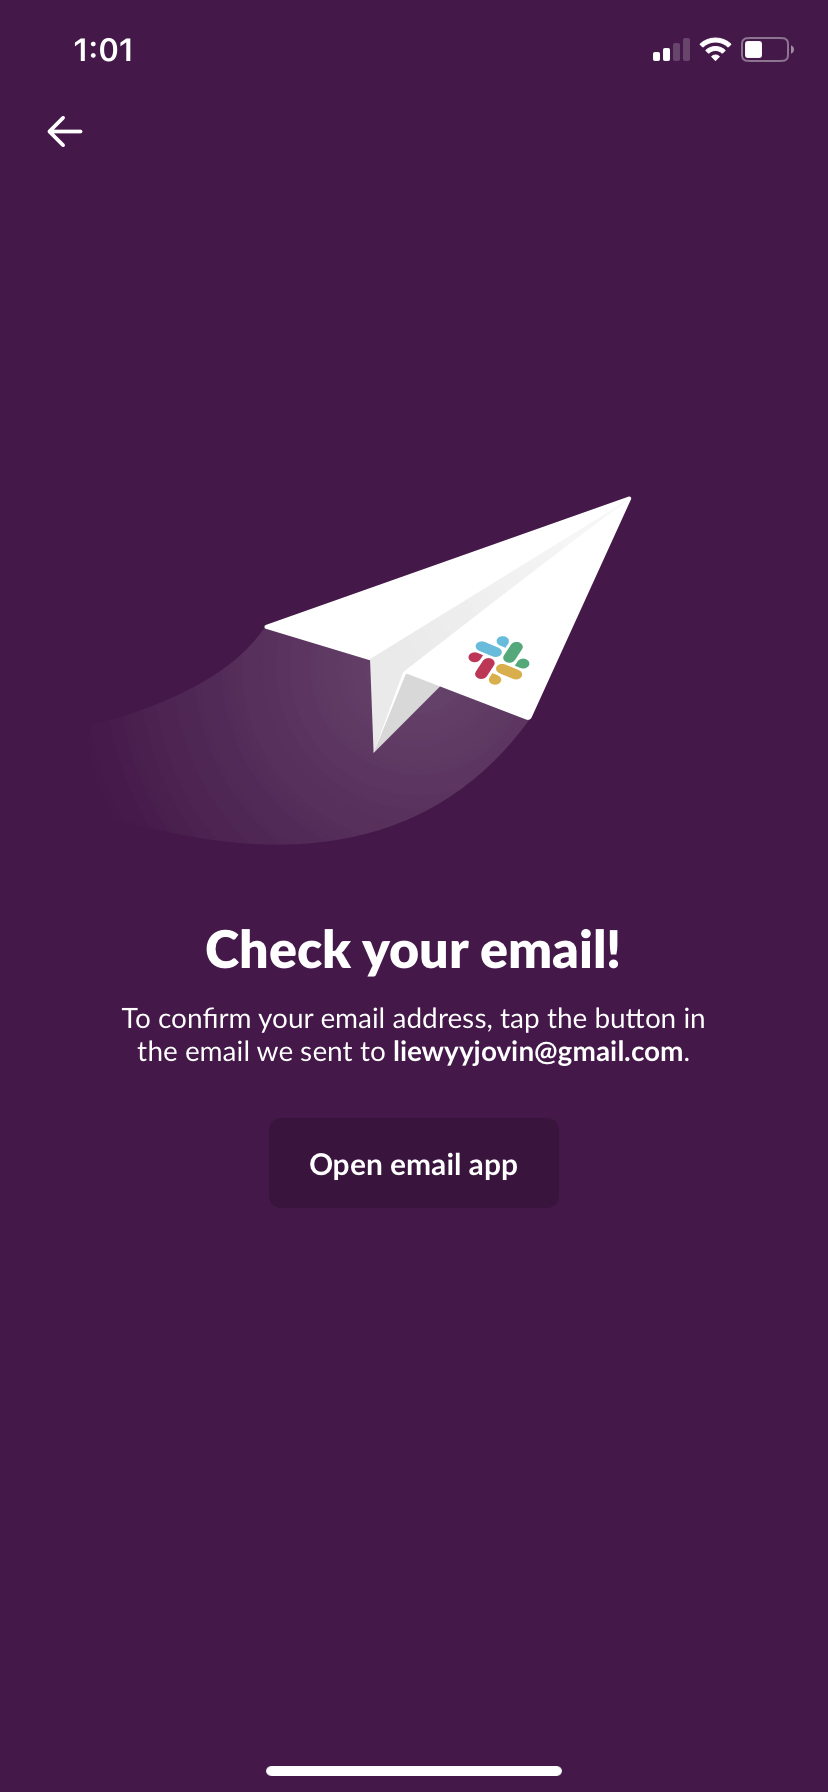 1:01
Check your email!
To confirm your email address, tap the button in
the email we sent to liewyyjovin@gmail.com.
Open email app